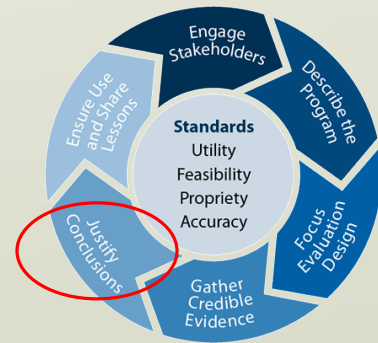 Engage
Stakeholders
Describe the
Program
Focus
Evaluation
Design
Gather
Credible
Evidence
Justify
Conclusions
Ensure Use
and Share
Lessons
Standards
Utility
Feasibility
Propriety
Accuracy